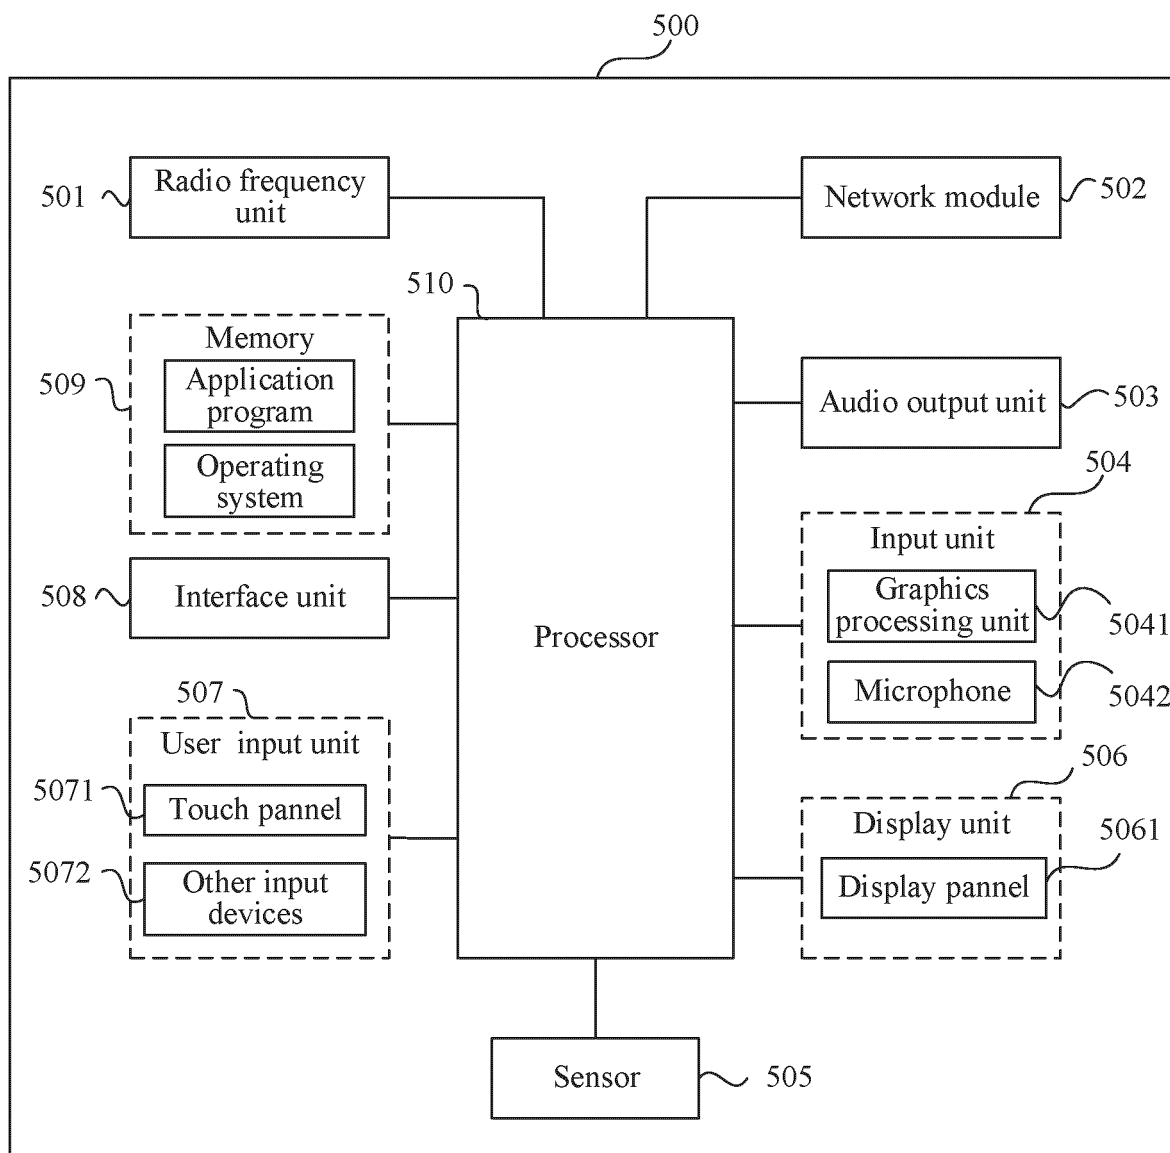 500
501
Radio frequency
unit
Network module
502
510
Memory
509
Application
program
Operating
system
Audio output unit
503
504
Input unit
Graphics
processing unit
5041
Microphone
5042
508
Interface unit
Processor
507
User input unit
5071
Touch pannel
5072
Other input
devices
506
Display unit
5061
Display pannel
Sensor
505